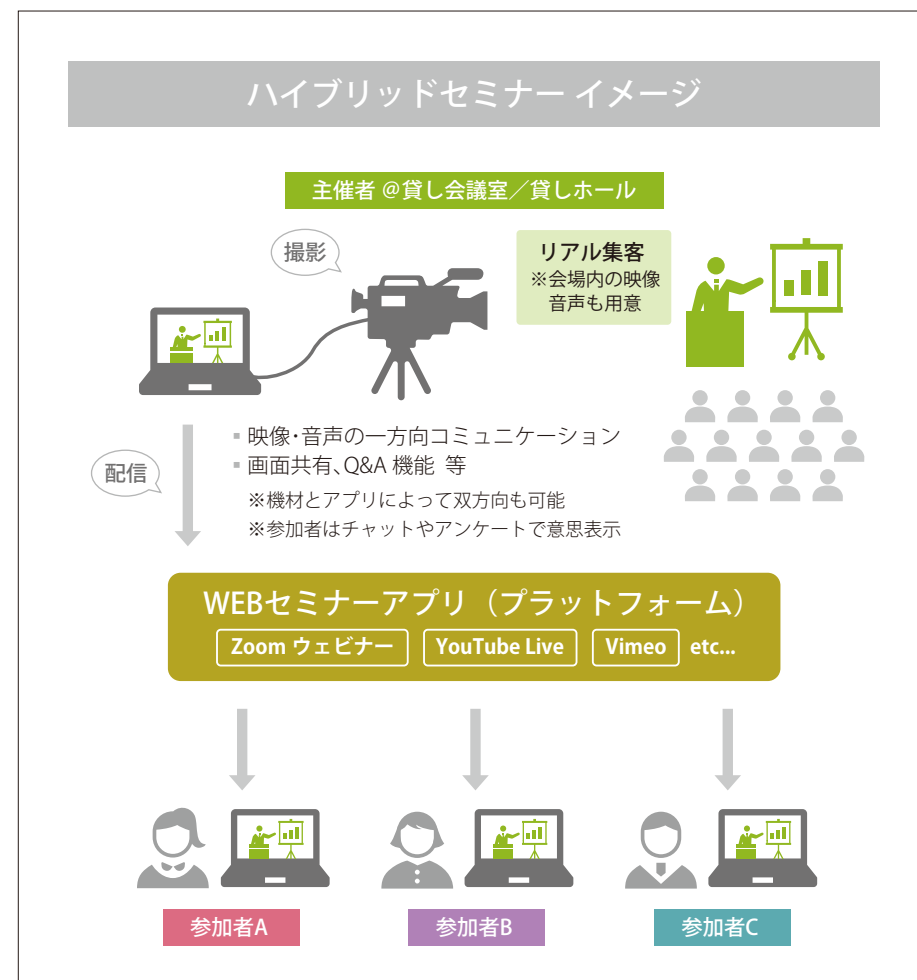 ハイブリッドセミナー イメージ
主催者 @貸し会議室／貸しホール
撮影
リアル集客
※会場内の映像
音声も用意
▪映像・音声の一方向コミュニケーション
▪画面共有、Q&A 機能 等
※機材とアプリによって双方向も可能
※参加者はチャットやアンケートで意思表示
配信
WEBセミナーアプリ（プラットフォーム）
Zoom ウェビナー YouTube Live Vimeo etc...
参加者A 参加者B 参加者C